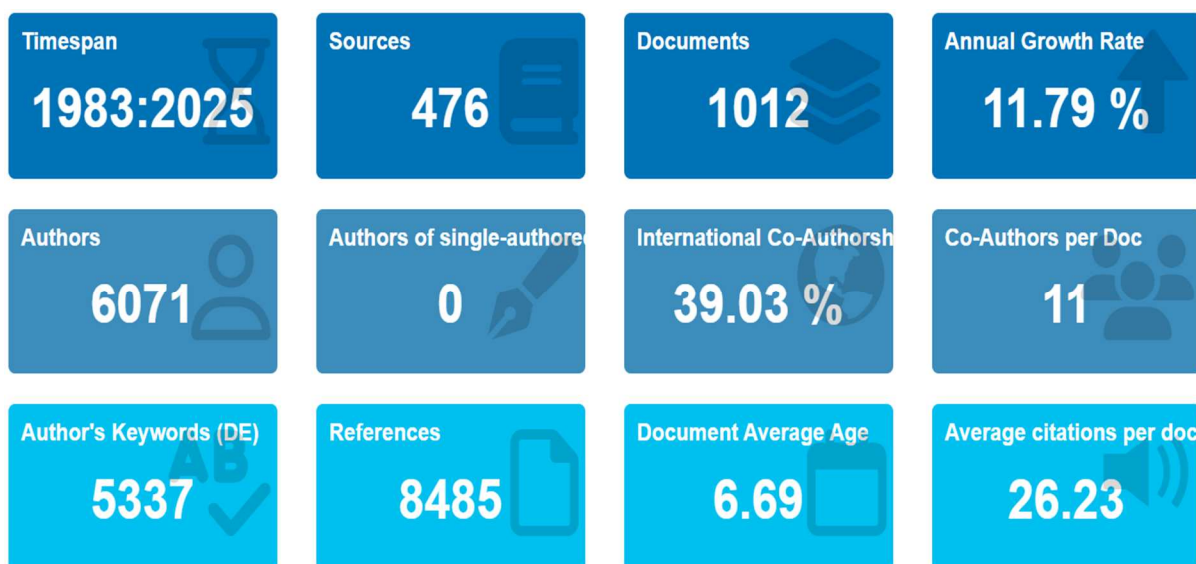 Timespan
1983:2025
Sources
476
Documents
1012
Annual Growth Rate
11.79 %
Authors
6071
Authors of single-authored
0
International Co-Authorsh
39.03 %
Co-Authors per Doc
11
Author's Keywords (DE)
5337
AB
References
8485
Document Average Age
6.69
Average citations per doc
26.23